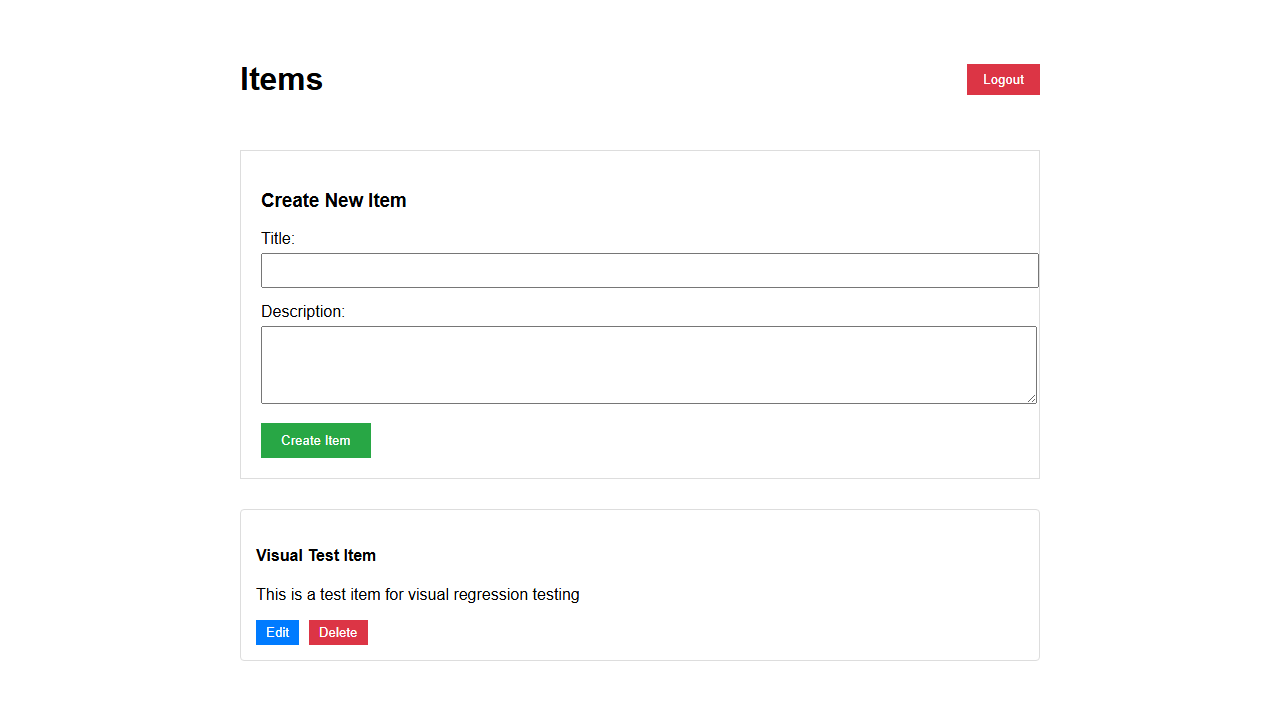 Items
Logout
Create New Item
Title:
Description:
Create Item
Visual Test Item
This is a test item for visual regression testing
Edit Delete